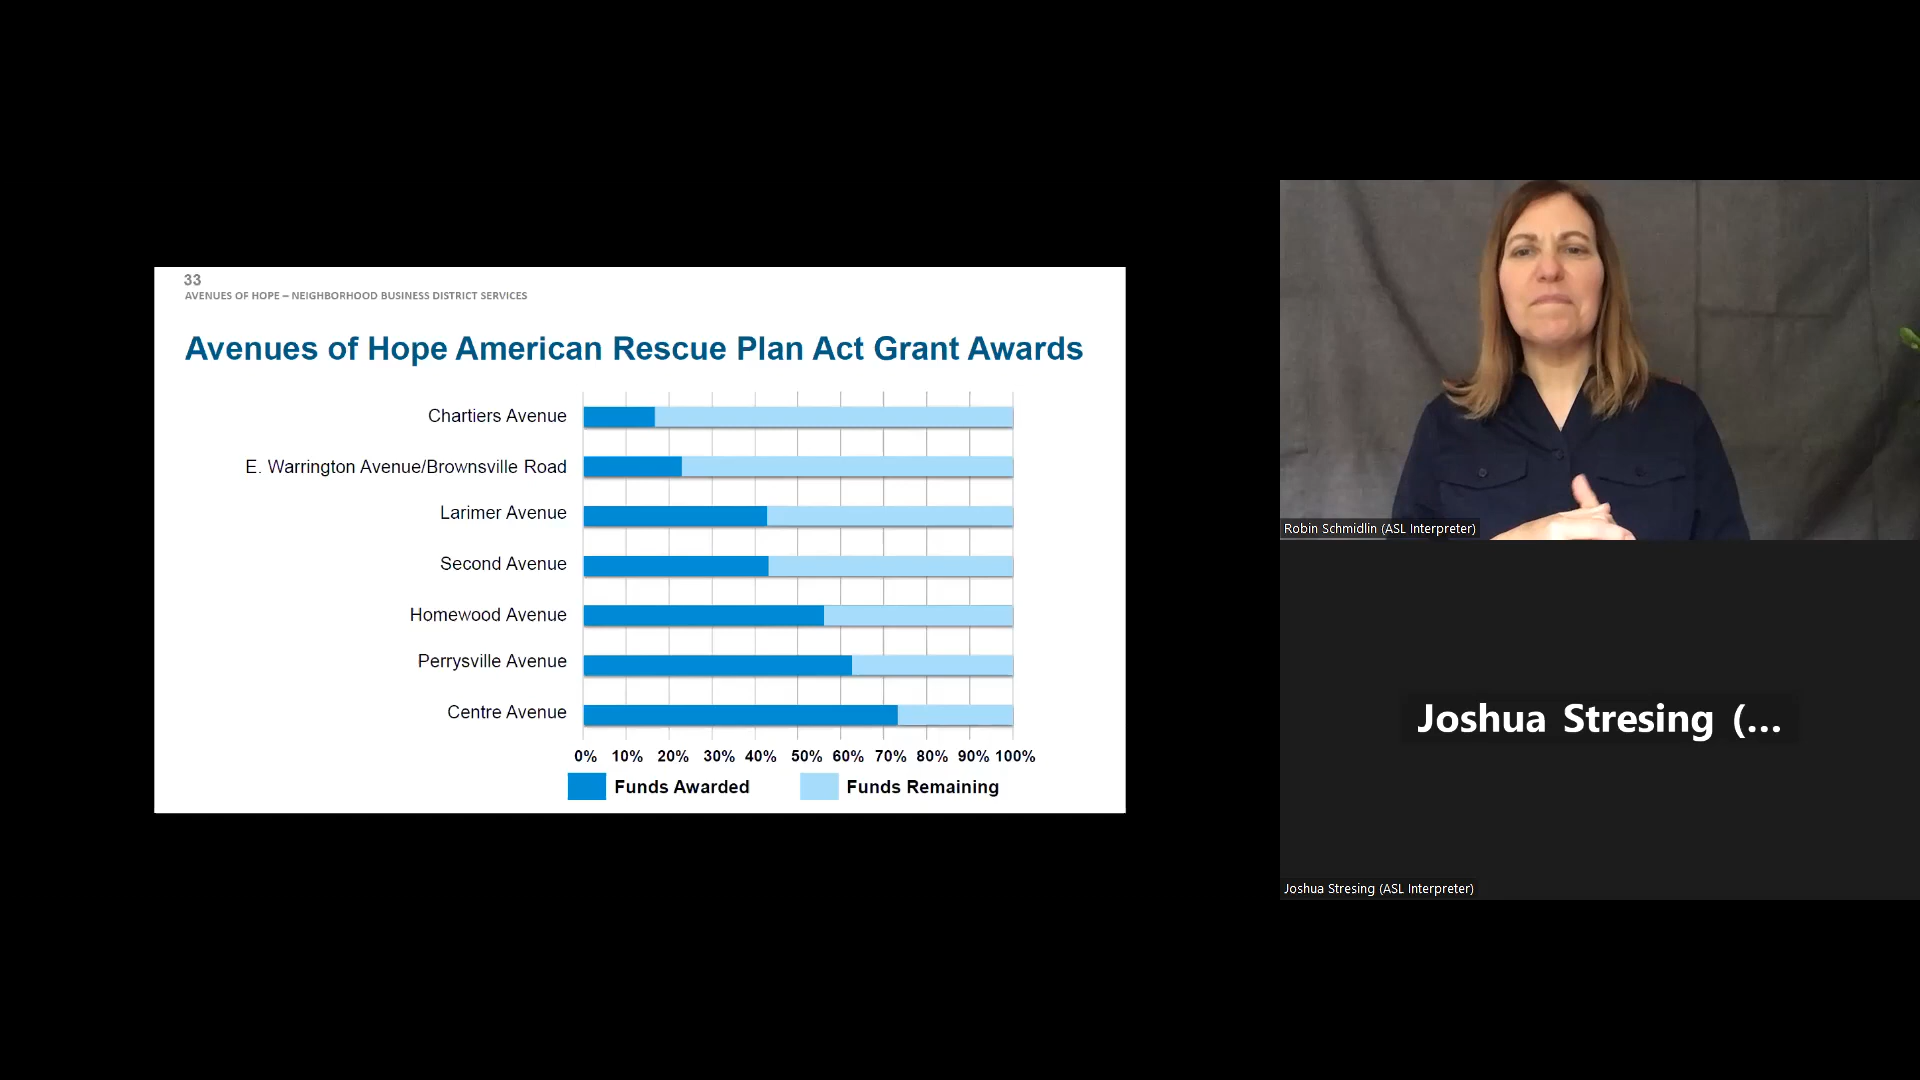 33
AVENUES OF HOPE – NEIGHBORHOOD BUSINESS DISTRICT SERVICES
Avenues of Hope American Rescue Plan Act Grant Awards
Chartiers Avenue
E. Warrington Avenue/Brownsville Road
Larimer Avenue
Second Avenue
Homewood Avenue
Perrysville Avenue
Centre Avenue
0% 10% 20% 30% 40% 50% 60% 70% 80% 90% 100%
Funds Awarded Funds Remaining
Robin Schmidlin (ASL Interpreter)
Joshua Stresing (...
Joshua Stresing (ASL Interpreter)